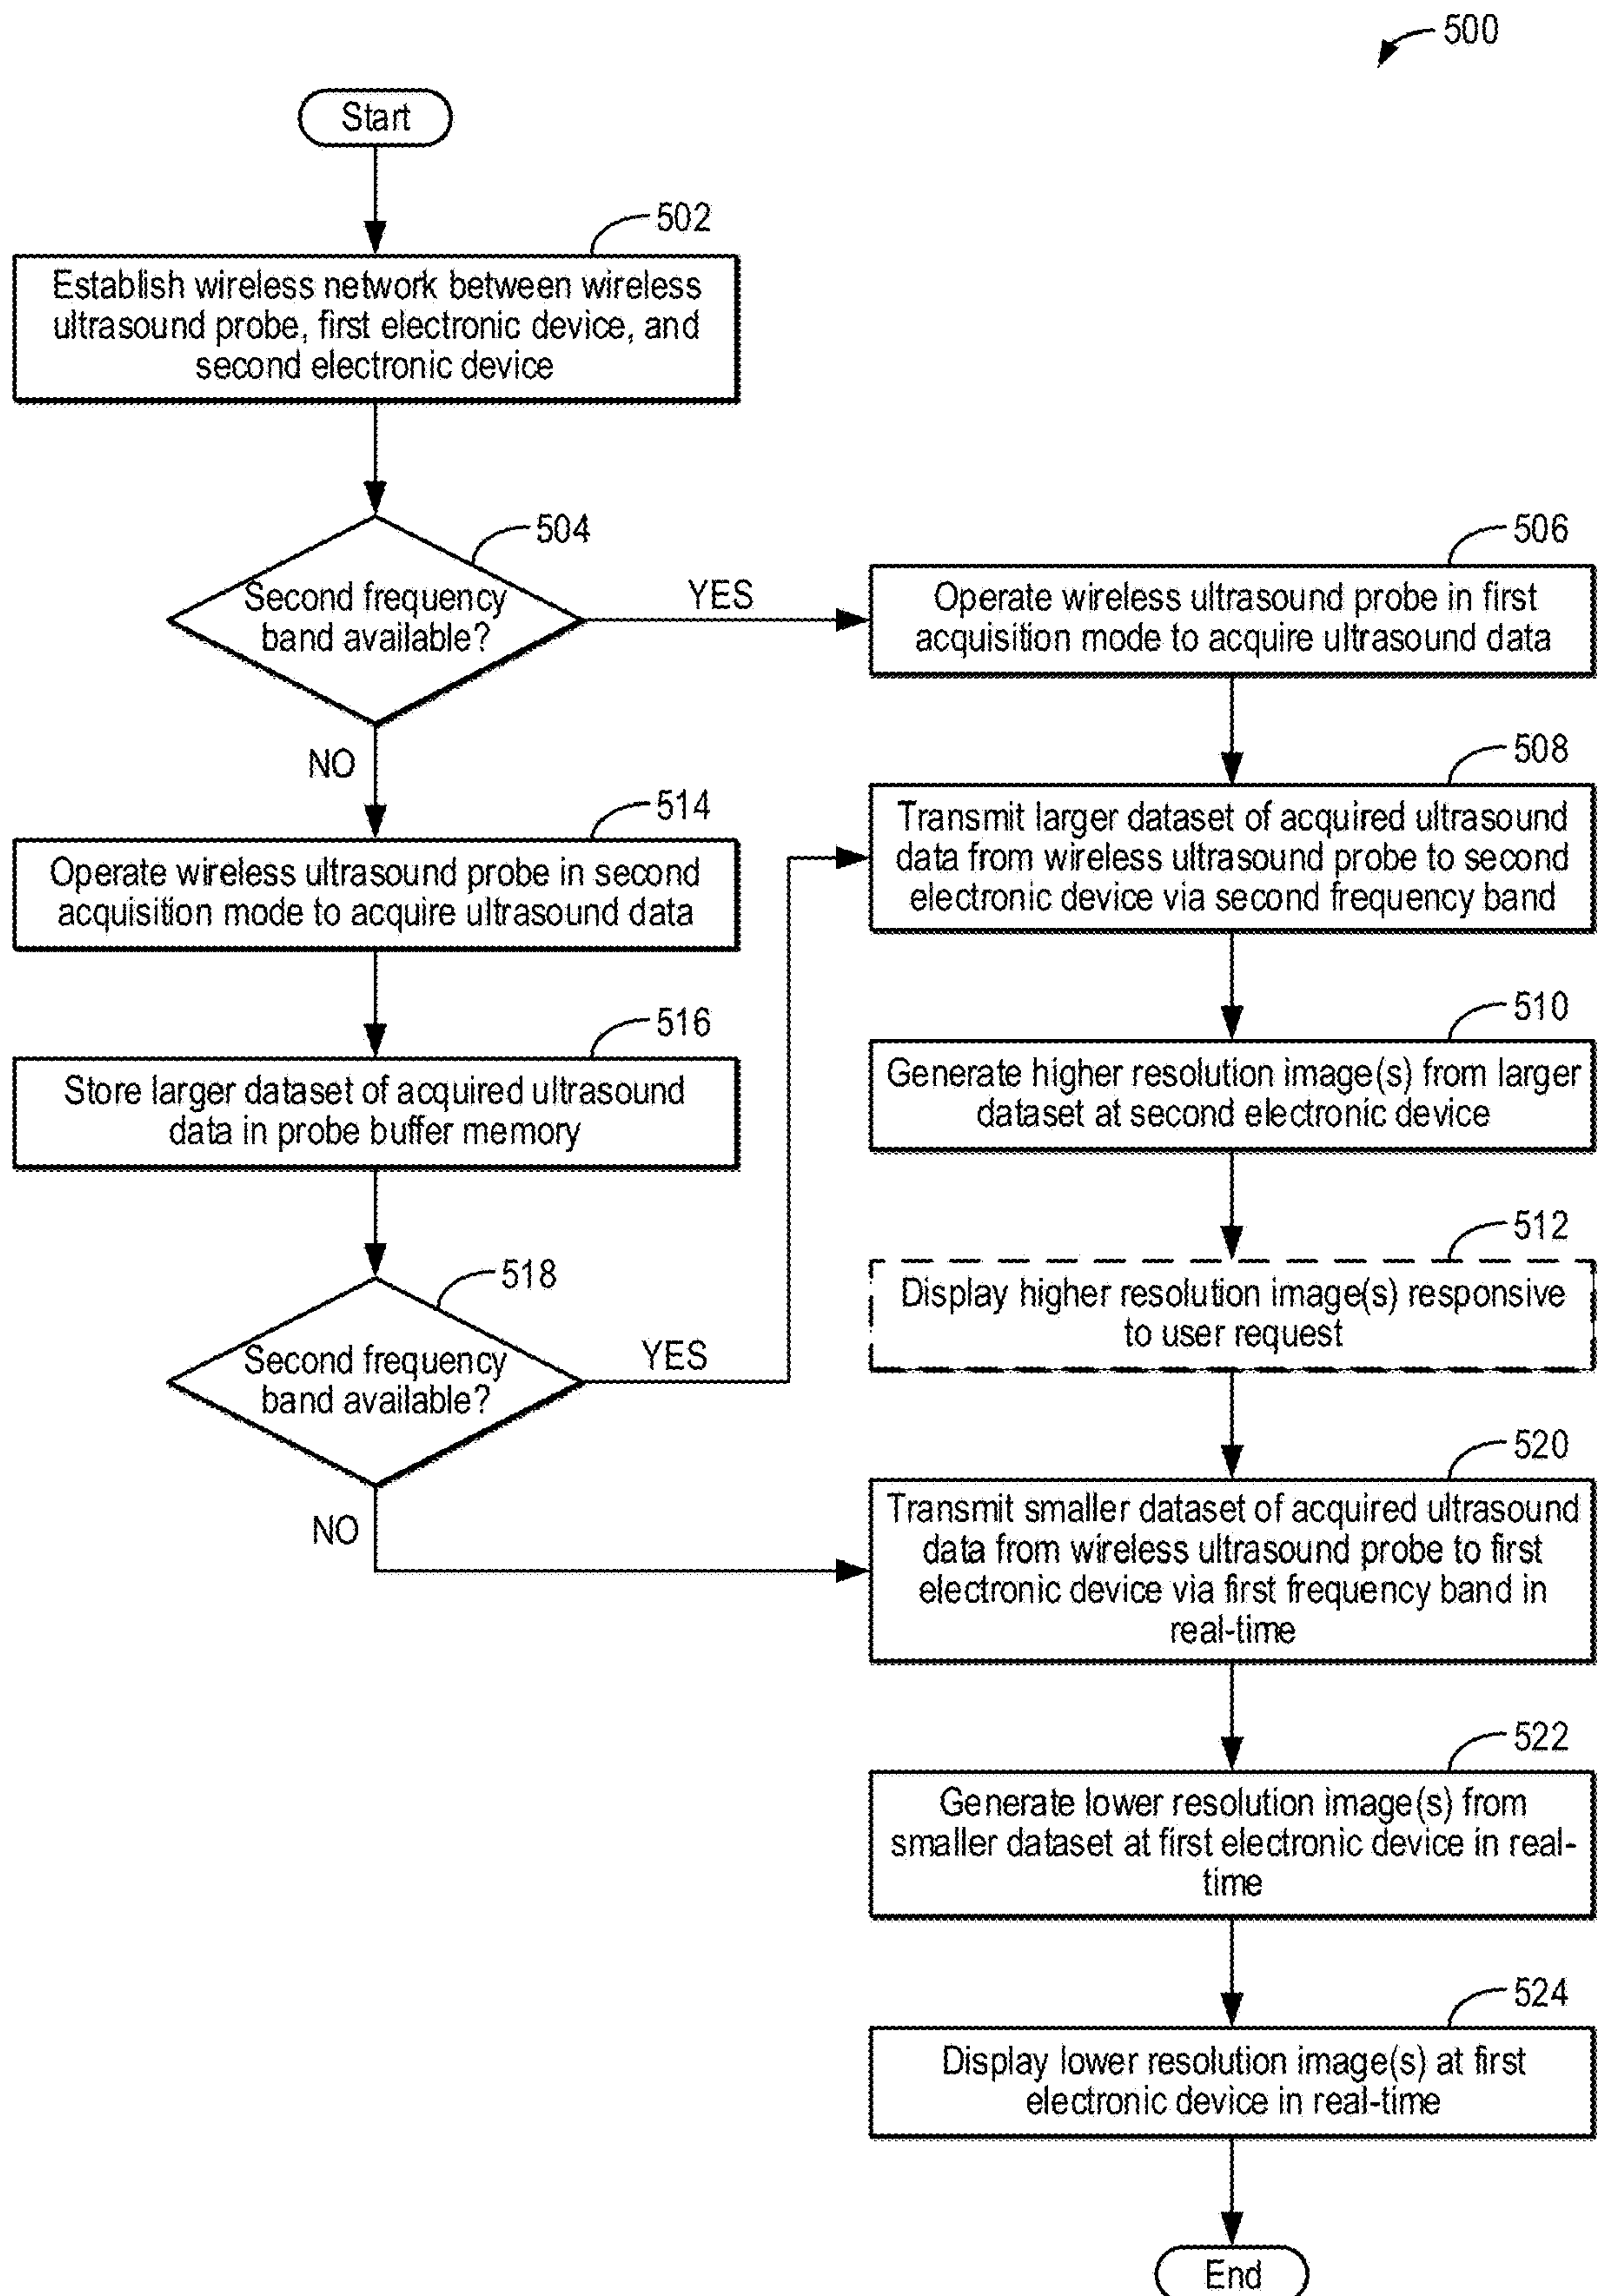 500
Start
502
Establish wireless network between wireless
ultrasound probe, first electronic device, and
second electronic device
504
Second frequency
band available?
YES
506
Operate wireless ultrasound probe in first
acquisition mode to acquire ultrasound data
NO
508
Transmit larger dataset of acquired ultrasound
data from wireless ultrasound probe to second
electronic device via second frequency band
514
Operate wireless ultrasound probe in second
acquisition mode to acquire ultrasound data
510
Generate higher resolution image(s) from larger
dataset at second electronic device
516
Store larger dataset of acquired ultrasound
data in probe buffer memory
512
Display higher resolution image(s) responsive
to user request
518
Second frequency
band available?
YES
NO
520
Transmit smaller dataset of acquired ultrasound
data from wireless ultrasound probe to first
electronic device via first frequency band in
real-time
522
Generate lower resolution image(s) from
smaller dataset at first electronic device in real-
time
524
Display lower resolution image(s) at first
electronic device in real-time
End